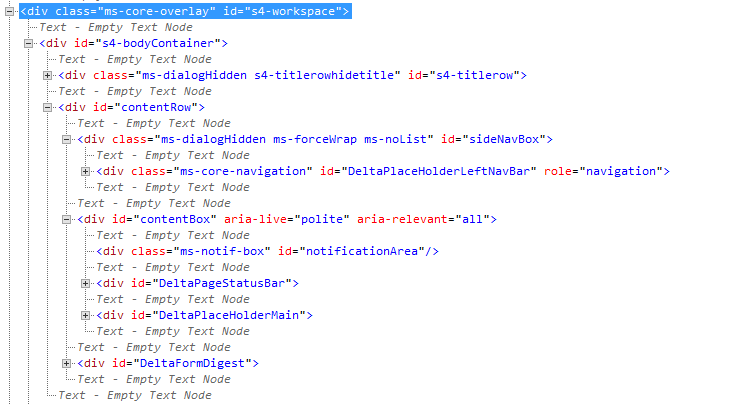 <div class="ms-core-overlay" id="s4-workspace">
Text - Empty Text Node
<div id="s4-bodyContainer">
Text - Empty Text Node
<div class="ms-dialogHidden s4-titlerowhidetitle" id="s4-titlerow">
Text - Empty Text Node
<div id="contentRow">
Text - Empty Text Node
<div class="ms-dialogHidden ms-forceWrap ms-noList" id="sideNavBox">
Text - Empty Text Node
<div class="ms-core-navigation" id="DeltaPlaceHolderLeftNavBar" role="navigation">
Text - Empty Text Node
Text - Empty Text Node
<div id="contentBox" aria-live="polite" aria-relevant="all">
Text - Empty Text Node
<div class="ms-notif-box" id="notificationArea"/>
Text - Empty Text Node
<div id="DeltaPageStatusBar">
Text - Empty Text Node
<div id="DeltaPlaceHolderMain">
Text - Empty Text Node
Text - Empty Text Node
<div id="DeltaFormDigest">
Text - Empty Text Node
Text - Empty Text Node